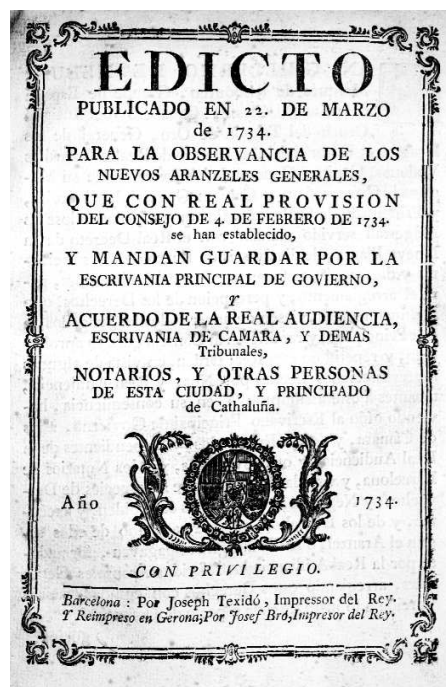 EDICTO
PUBLICADO EN 22. DE MARZO
de 1734.
PARA LA OBSERVANCIA DE LOS
NUEVOS ARANZELES GENERALES,
QUE CON REAL PROVISION
DEL CONSEJO DE 4. DE FEBRERO DE 1734.
se han establecido,
Y MANDAN GUARDAR POR LA
ESCRIVANIA PRINCIPAL DE GOVIERNO,
Y
ACUERDO DE LA REAL AUDIENCIA,
ESCRIVANIA DE CAMARA, Y DEMAS
Tribunales,
NOTARIOS, Y OTRAS PERSONAS
DE ESTA CIUDAD, Y PRINCIPADO
de Cathaluña.
Año 1734.
CON PRIVILEGIO.
Barcelona: Por Joseph Texidó, Impressor del Rey.
Y Reimpreso en Gerona; Por Josef Bró, Impresor del Rey.